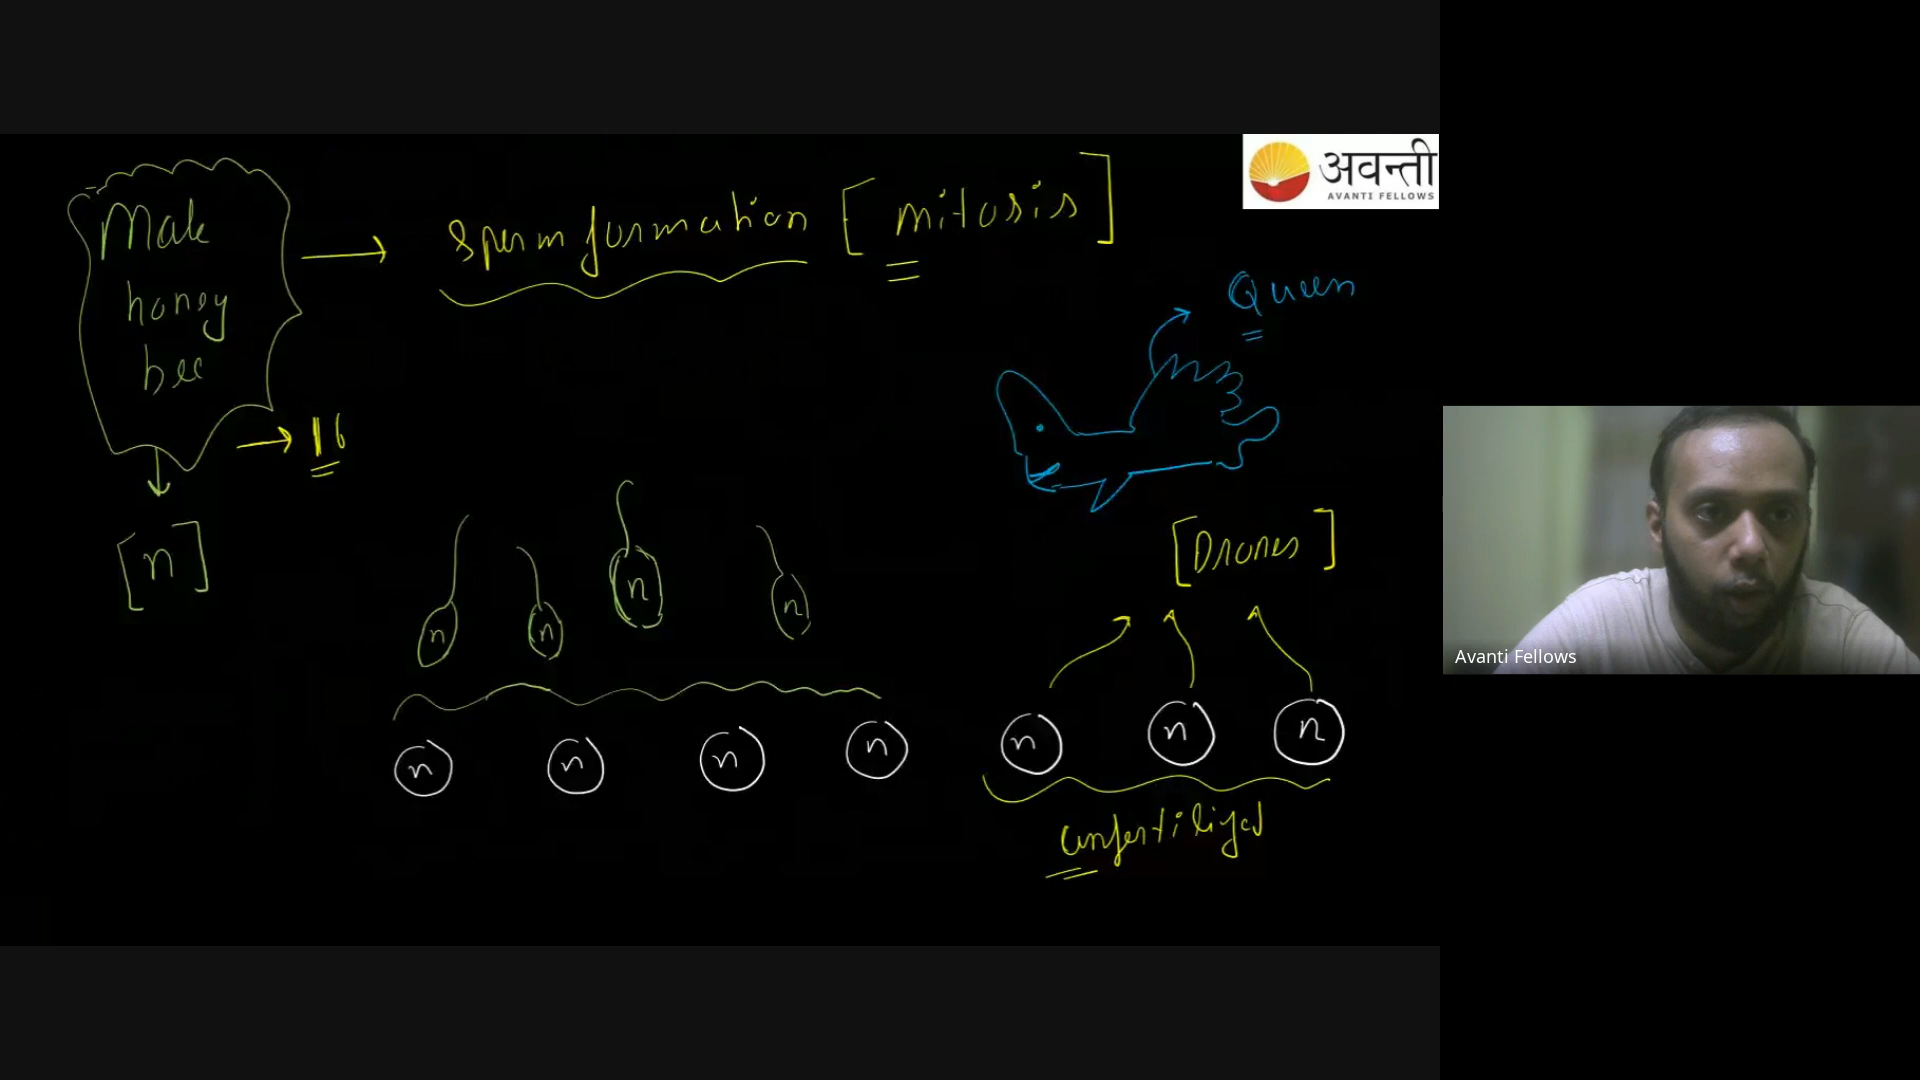 अवन्ती
AVANTI FELLOWS
Male
honey
bee
sperm formation [mitosis]
Queen
16
[n]
n n n n
[Drones]
n n n n
n n n
unfertilized
Avanti Fellows